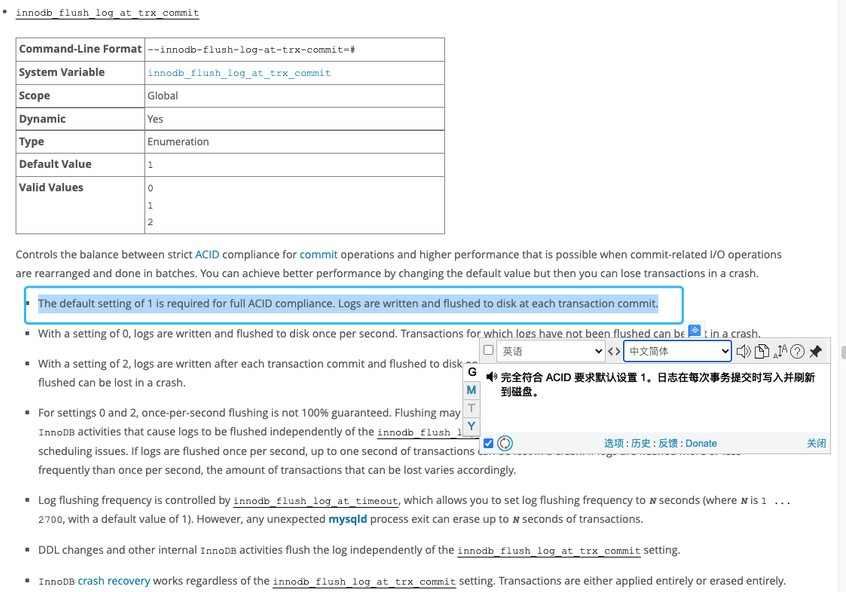 innodb_flush_log_at_trx_commit
Command-Line Format --innodb-flush-log-at-trx-commit=#
System Variable innodb_flush_log_at_trx_commit
Scope Global
Dynamic Yes
Type Enumeration
Default Value 1
Valid Values 0
1
2
Controls the balance between strict ACID compliance for commit operations and higher performance that is possible when commit-related I/O operations
are rearranged and done in batches. You can achieve better performance by changing the default value but then you can lose transactions in a crash.
The default setting of 1 is required for full ACID compliance. Logs are written and flushed to disk at each transaction commit.
With a setting of 0, logs are written and flushed to disk once per second. Transactions for which logs have not been flushed can be t in a crash.
With a setting of 2, logs are written after each transaction commit and flushed to disk
flushed can be lost in a crash.
For settings 0 and 2, once-per-second flushing is not 100% guaranteed. Flushing may
InnoDB activities that cause logs to be flushed independently of the innodb_flush_l
scheduling issues. If logs are flushed once per second, up to one second of transactions
frequently than once per second, the amount of transactions that can be lost varies accordingly.
英语 <> 中文简体
G
M
T
Y
完全符合 ACID 要求默认设置 1。日志在每次事务提交时写入并刷新
到磁盘。
选项 : 历史 : 反馈 : Donate 关闭
Log flushing frequency is controlled by innodb_flush_log_at_timeout, which allows you to set log flushing frequency to N seconds (where N is 1 ...
2700, with a default value of 1). However, any unexpected mysqld process exit can erase up to N seconds of transactions.
DDL changes and other internal InnoDB activities flush the log independently of the innodb_flush_log_at_trx_commit setting.
InnoDB crash recovery works regardless of the innodb_flush_log_at_trx_commit setting. Transactions are either applied entirely or erased entirely.